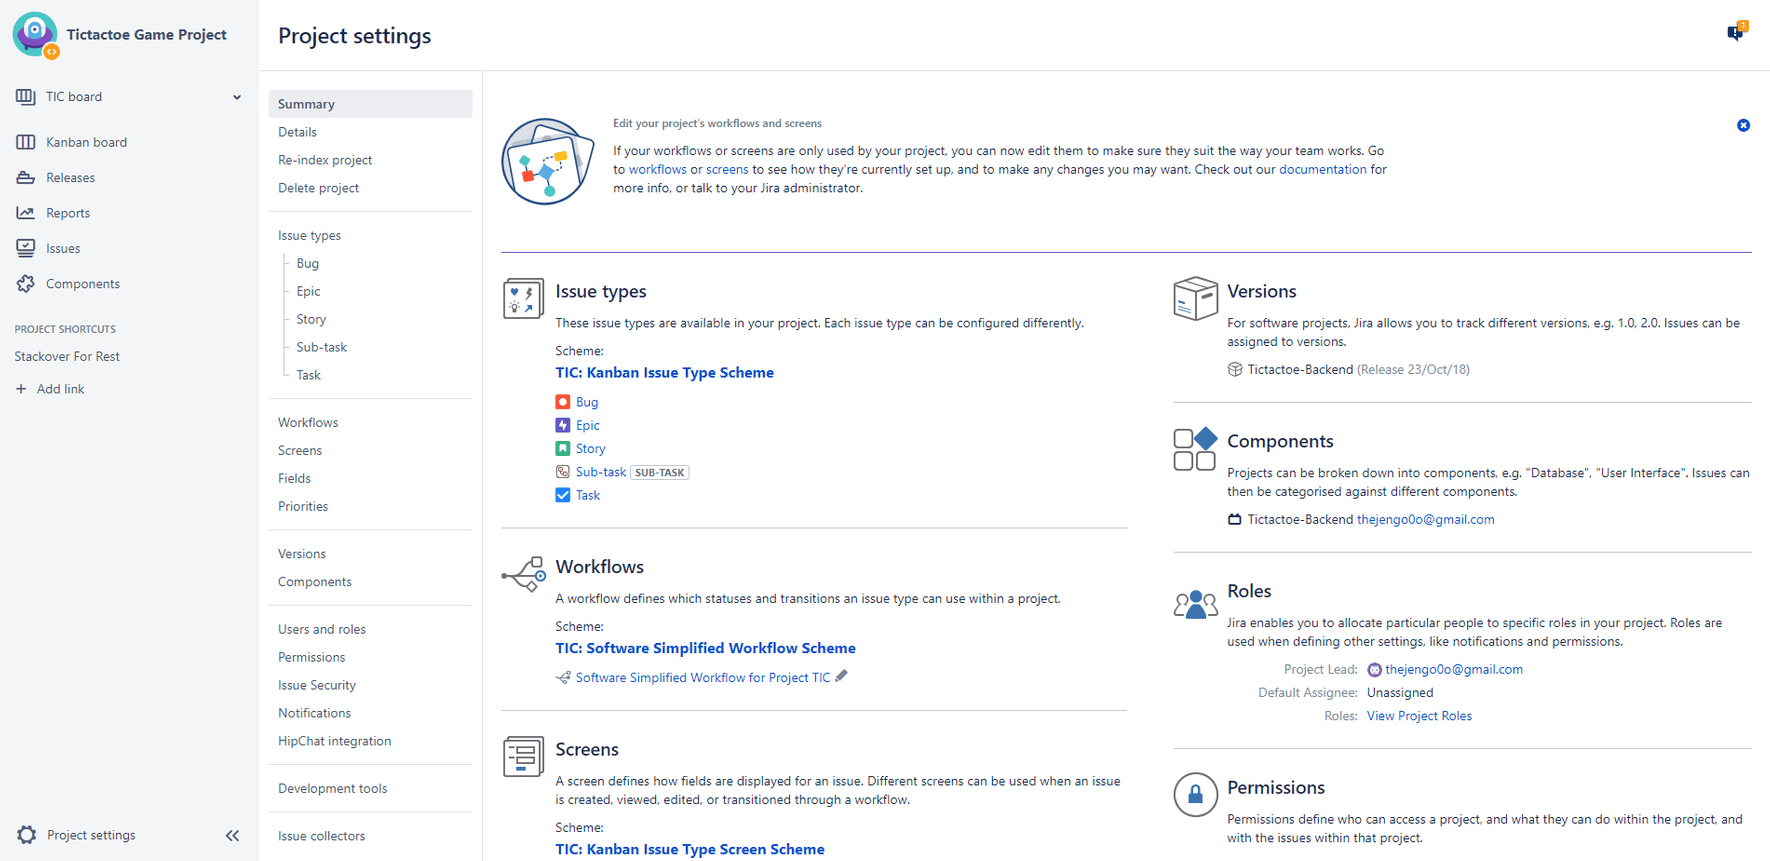 Tictactoe Game Project
TIC board
Kanban board
Releases
Reports
Issues
Components
PROJECT SHORTCUTS
Stackover For Rest
+ Add link
Project settings
Project settings
1
Summary
Details
Re-index project
Delete project
Issue types
Bug
Epic
Story
Sub-task
Task
Workflows
Screens
Fields
Priorities
Versions
Components
Users and roles
Permissions
Issue Security
Notifications
HipChat integration
Development tools
Issue collectors
Edit your project's workflows and screens
If your workflows or screens are only used by your project, you can now edit them to make sure they suit the way your team works. Go
to workflows or screens to see how they're currently set up, and to make any changes you may want. Check out our documentation for
more info, or talk to your Jira administrator.
Issue types
These issue types are available in your project. Each issue type can be configured differently.
Scheme:
TIC: Kanban Issue Type Scheme
Bug
Epic
Story
Sub-task SUB-TASK
Task
Workflows
A workflow defines which statuses and transitions an issue type can use within a project.
Scheme:
TIC: Software Simplified Workflow Scheme
Software Simplified Workflow for Project TIC
Screens
A screen defines how fields are displayed for an issue. Different screens can be used when an issue
is created, viewed, edited, or transitioned through a workflow.
Scheme:
TIC: Kanban Issue Type Screen Scheme
Versions
For software projects, Jira allows you to track different versions, e.g. 1.0, 2.0. Issues can be
assigned to versions.
Tictactoe-Backend (Release 23/Oct/18)
Components
Projects can be broken down into components, e.g. "Database", "User Interface". Issues can
then be categorised against different components.
Tictactoe-Backend thejengo0o@gmail.com
Roles
Jira enables you to allocate particular people to specific roles in your project. Roles are
used when defining other settings, like notifications and permissions.
Project Lead: thejengo0o@gmail.com
Default Assignee: Unassigned
Roles: View Project Roles
Permissions
Permissions define who can access a project, and what they can do within the project, and
with the issues within that project.